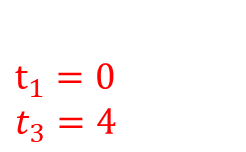 t₁ = 0
t₃ = 4